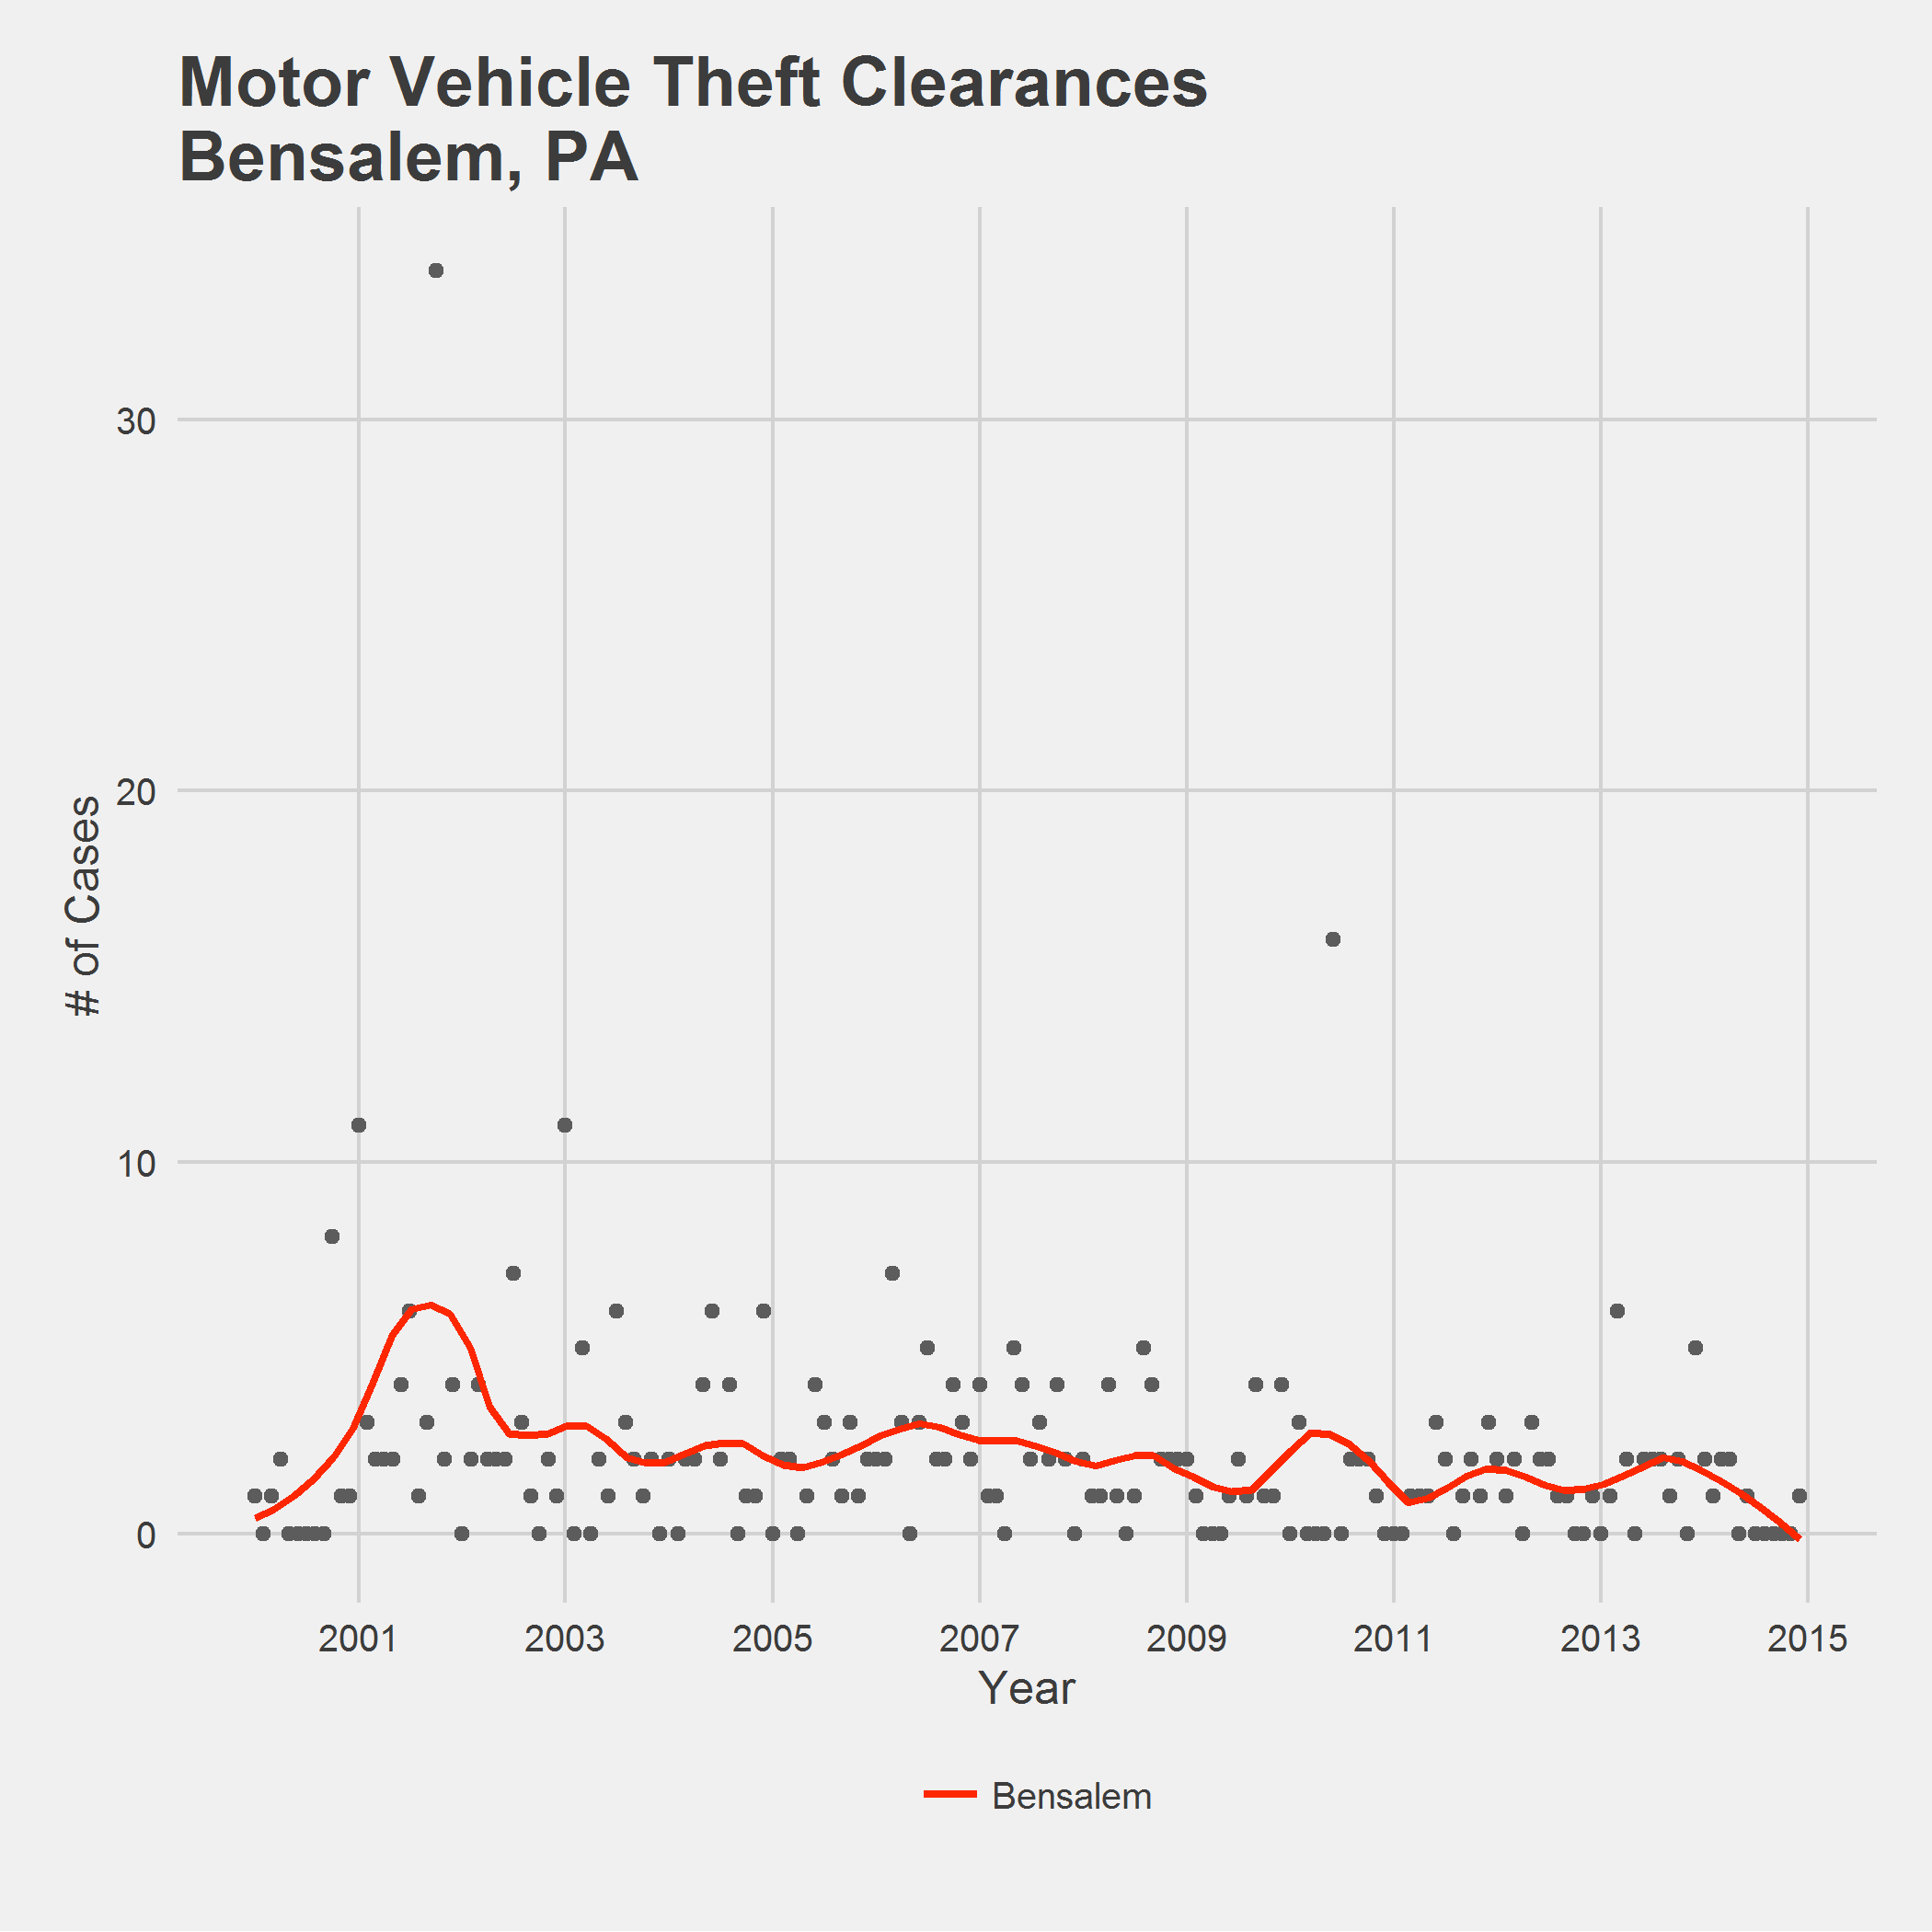 Motor Vehicle Theft Clearances
Bensalem, PA
# of Cases
30
20
10
0
2001 2003 2005 2007 2009 2011 2013 2015
Year
Bensalem